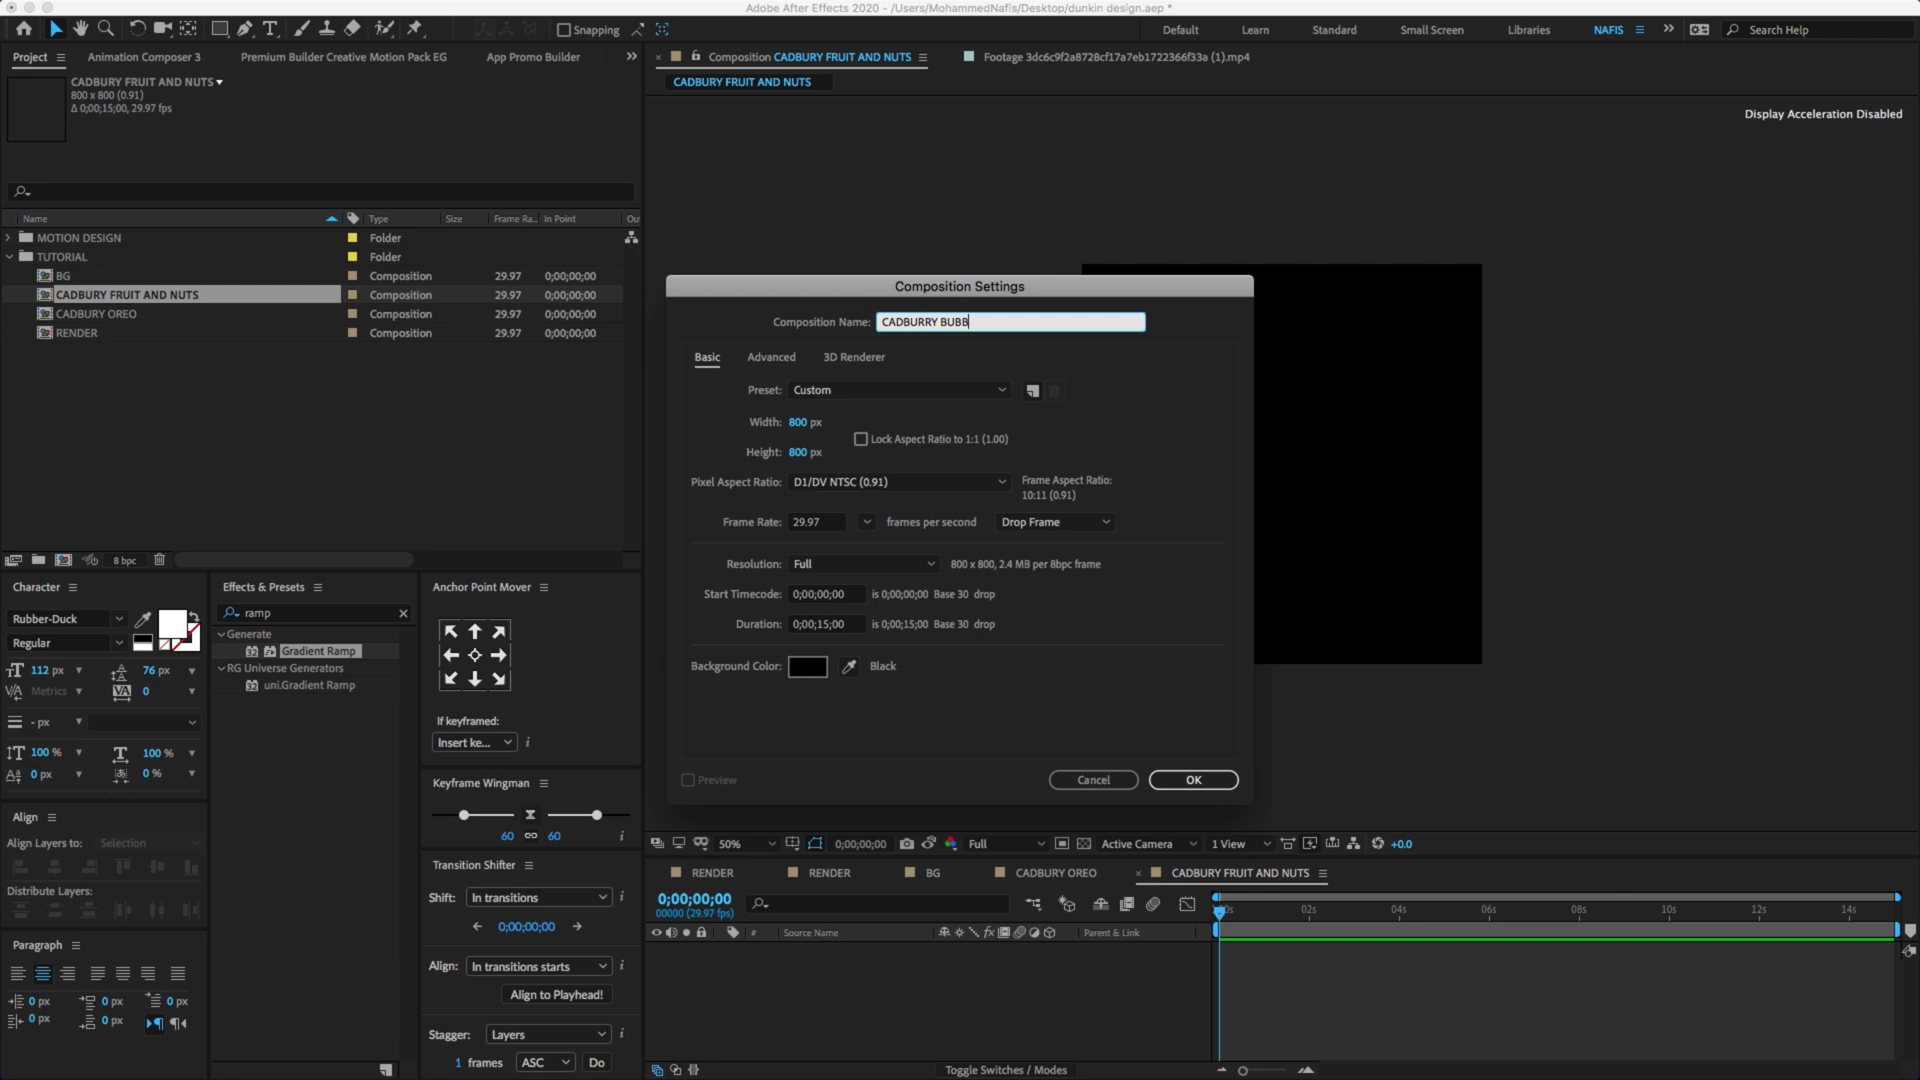 Adobe After Effects 2020 - /Users/MohammedNafis/Desktop/dunkin design.aep *
Snapping
Default
Learn
Standard
Small Screen
Libraries
NAFIS
Search Help
Project
Animation Composer 3
Premium Builder Creative Motion Pack EG
App Promo Builder
Composition CADBURY FRUIT AND NUTS
Footage 3dc6c9f2a8728cf17a7eb1722366f33a (1).mp4
CADBURY FRUIT AND NUTS
800 x 800 (0.91)
Δ 0;00;15;00, 29.97 fps
CADBURY FRUIT AND NUTS
Display Acceleration Disabled
Name
Type
Size
Frame Ra...
In Point
Ou
MOTION DESIGN
Folder
TUTORIAL
Folder
BG
Composition
29.97
0;00;00;00
CADBURY FRUIT AND NUTS
Composition
29.97
0;00;00;00
CADBURY OREO
Composition
29.97
0;00;00;00
RENDER
Composition
29.97
0;00;00;00
Composition Settings
Composition Name: CADBURRY BUBB
Basic
Advanced
3D Renderer
Preset: Custom
Width: 800 px
Lock Aspect Ratio to 1:1 (1.00)
Height: 800 px
Pixel Aspect Ratio: D1/DV NTSC (0.91)
Frame Aspect Ratio:
10:11 (0.91)
Frame Rate: 29.97 frames per second Drop Frame
Resolution: Full 800 x 800, 2.4 MB per 8bpc frame
Start Timecode: 0;00;00;00 is 0;00;00;00 Base 30 drop
Duration: 0;00;15;00 is 0;00;15;00 Base 30 drop
Background Color: Black
Preview
Cancel
OK
8 bpc
Character
Rubber-Duck
Regular
112 px
76 px
Metrics
0
- px
100 %
100 %
0 px
0 %
Align
Align Layers to: Selection
Distribute Layers:
Paragraph
0 px
0 px
0 px
0 px
0 px
Effects & Presets
ramp
Generate
32
Gradient Ramp
RG Universe Generators
32
uni.Gradient Ramp
Anchor Point Mover
If keyframed:
Insert ke...
Keyframe Wingman
60
60
Transition Shifter
Shift: In transitions
0;00;00;00
Align: In transitions starts
Align to Playhead!
Stagger: Layers
1 frames ASC Do
50%
0;00;00;00
Full
Active Camera
1 View
+0.0
RENDER
RENDER
BG
CADBURY OREO
CADBURY FRUIT AND NUTS
0;00;00;00
00000 (29.97 fps)
#
Source Name
fx
Parent & Link
02s
04s
06s
08s
10s
12s
14s
Toggle Switches / Modes